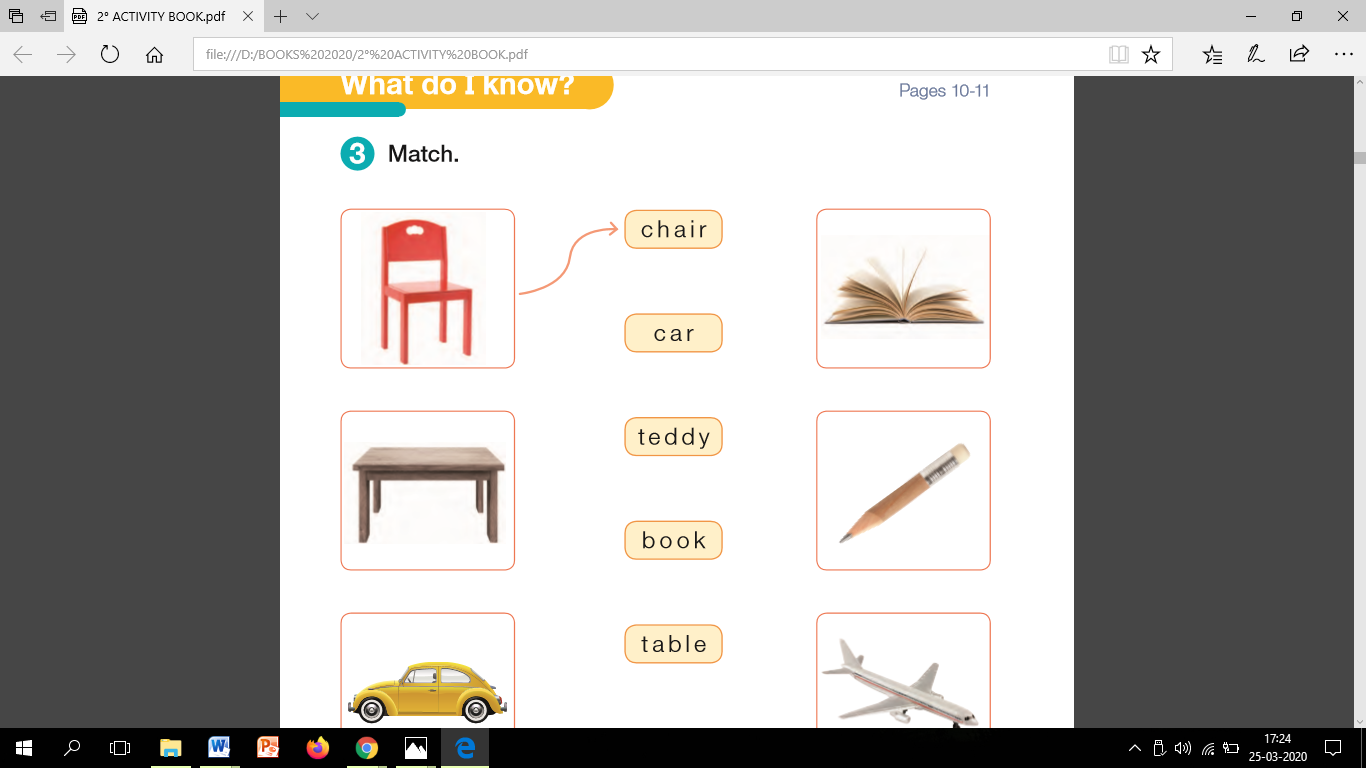 2° ACTIVITY BOOK.pdf
file:///D:/BOOKS%202020/2°%20ACTIVITY%20BOOK.pdf
What do I know?
Pages 10-11
3 Match.
chair
car
teddy
book
table
17:24
25-03-2020